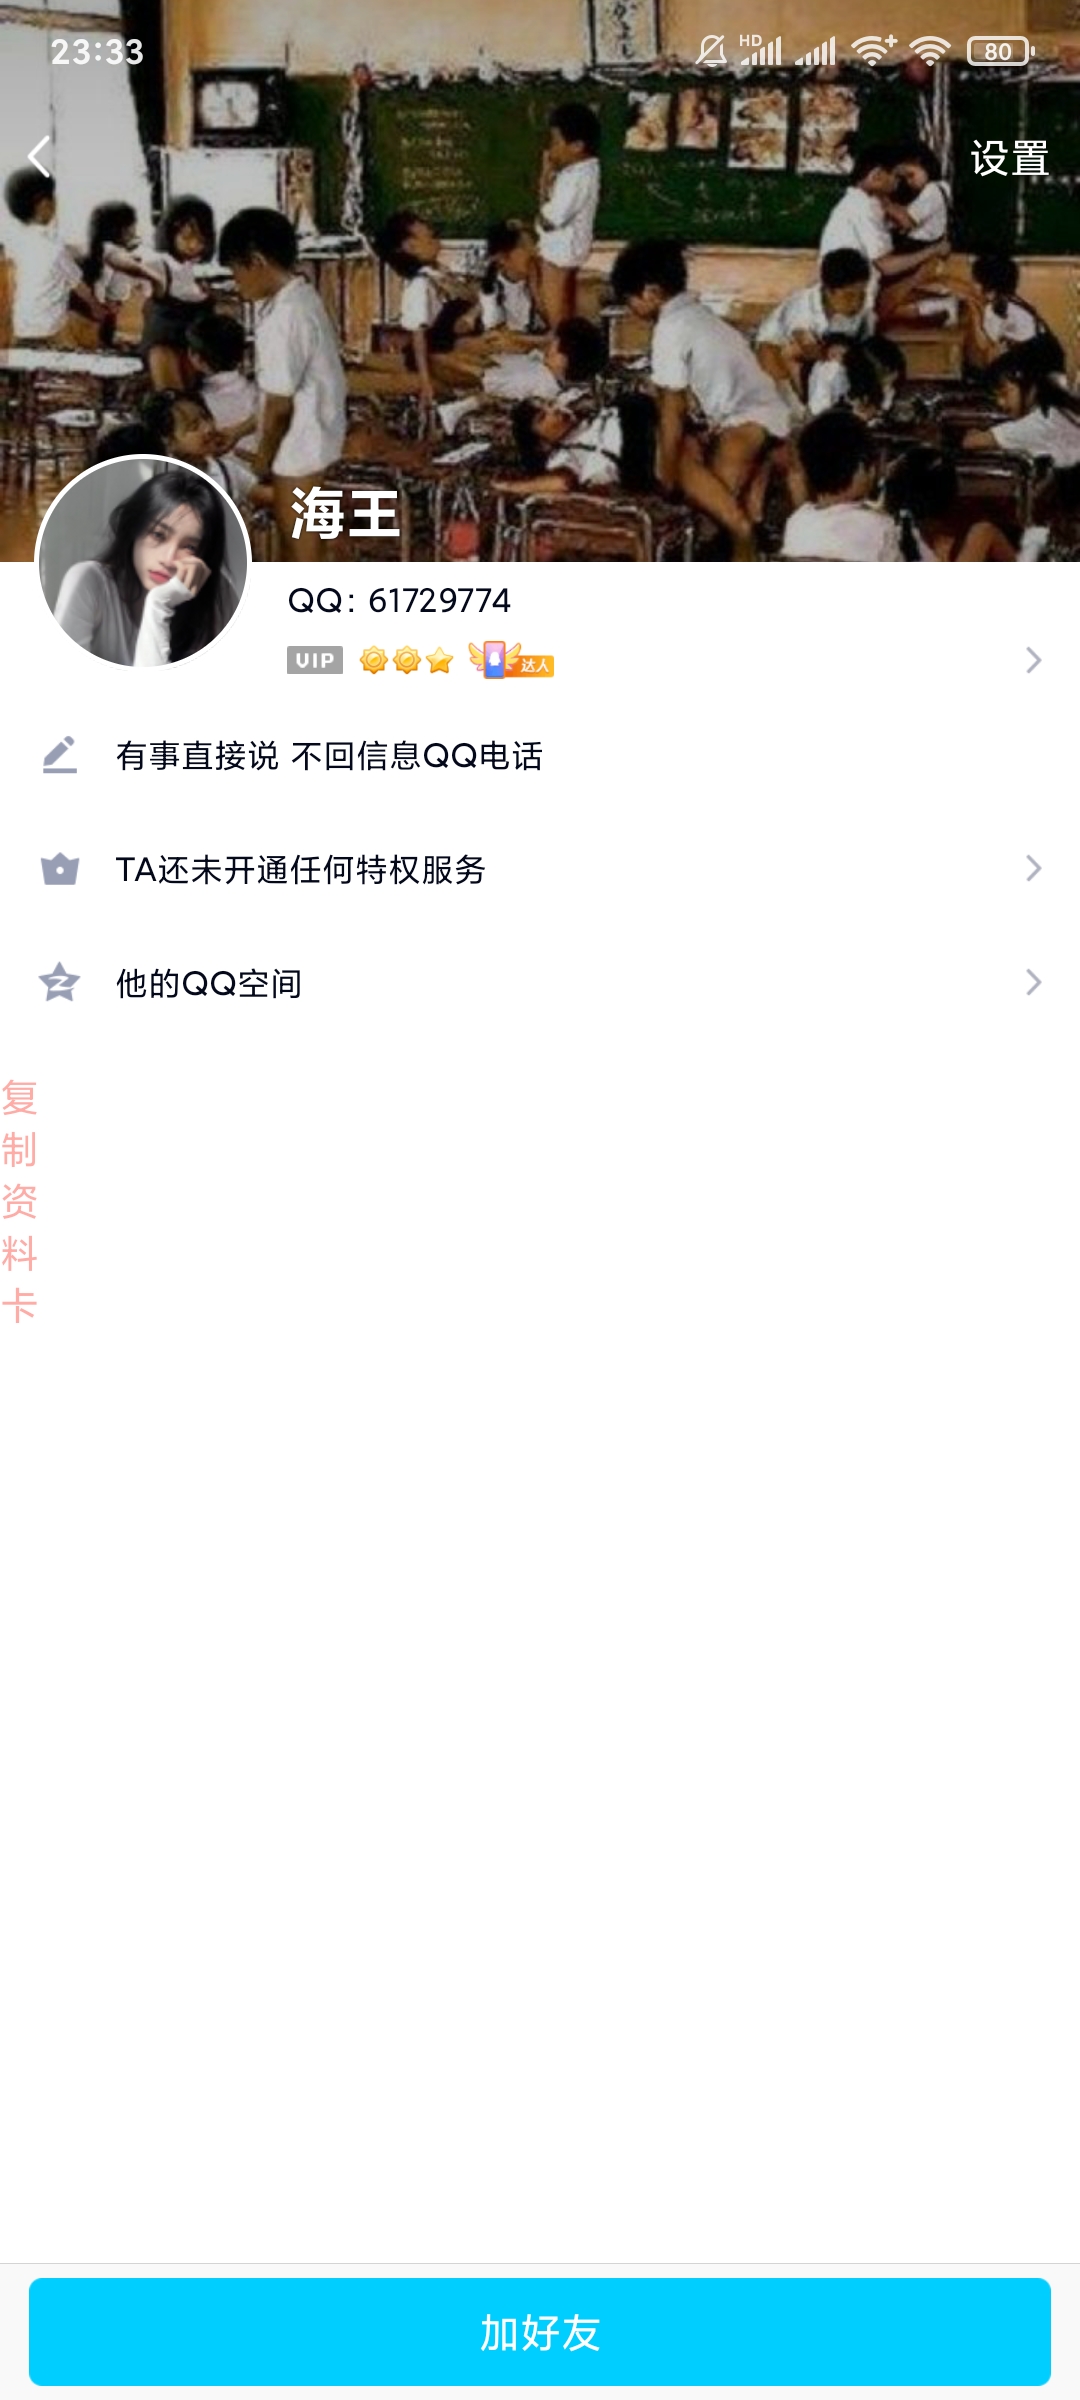 23:33
HD
80
设置
海王
QQ: 61729774
VIP
达人
有事直接说 不回信息QQ电话
TA还未开通任何特权服务
他的QQ空间
复
制
资
料
卡
加好友